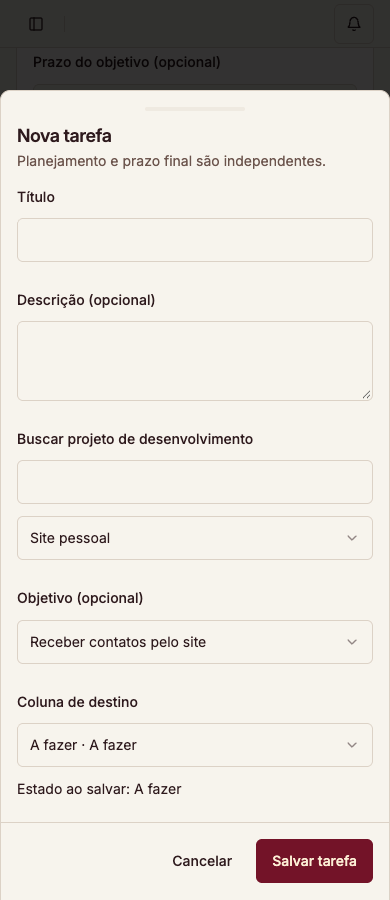 Prazo do objetivo (opcional)
Nova tarefa
Planejamento e prazo final são independentes.
Título
Descrição (opcional)
Buscar projeto de desenvolvimento
Site pessoal
Objetivo (opcional)
Receber contatos pelo site
Coluna de destino
A fazer · A fazer
Estado ao salvar: A fazer
Cancelar
Salvar tarefa